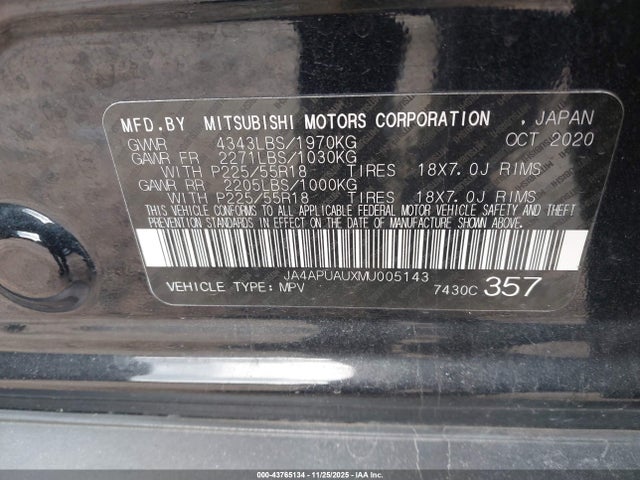 MFD.BY MITSUBISHI MOTORS CORPORATION , JAPAN
GVWR 4343LBS/1970KG OCT 2020
GAWR FR 2271LBS/1030KG
WITH P225/55R18 TIRES 18X7.0J RIMS
GAWR RR 2205LBS/1000KG
WITH P225/55R18 TIRES 18X7.0J RIMS
THIS VEHICLE CONFORMS TO ALL APPLICABLE FEDERAL MOTOR VEHICLE SAFETY AND THEFT
PREVENTION STANDARDS IN EFFECT ON THE DATE OF MANUFACTURE SHOWN ABOVE.
JA4APUAUXMU005143
VEHICLE TYPE: MPV 7430C 357
000-43765134 - 11/25/2025 - IAA Inc.